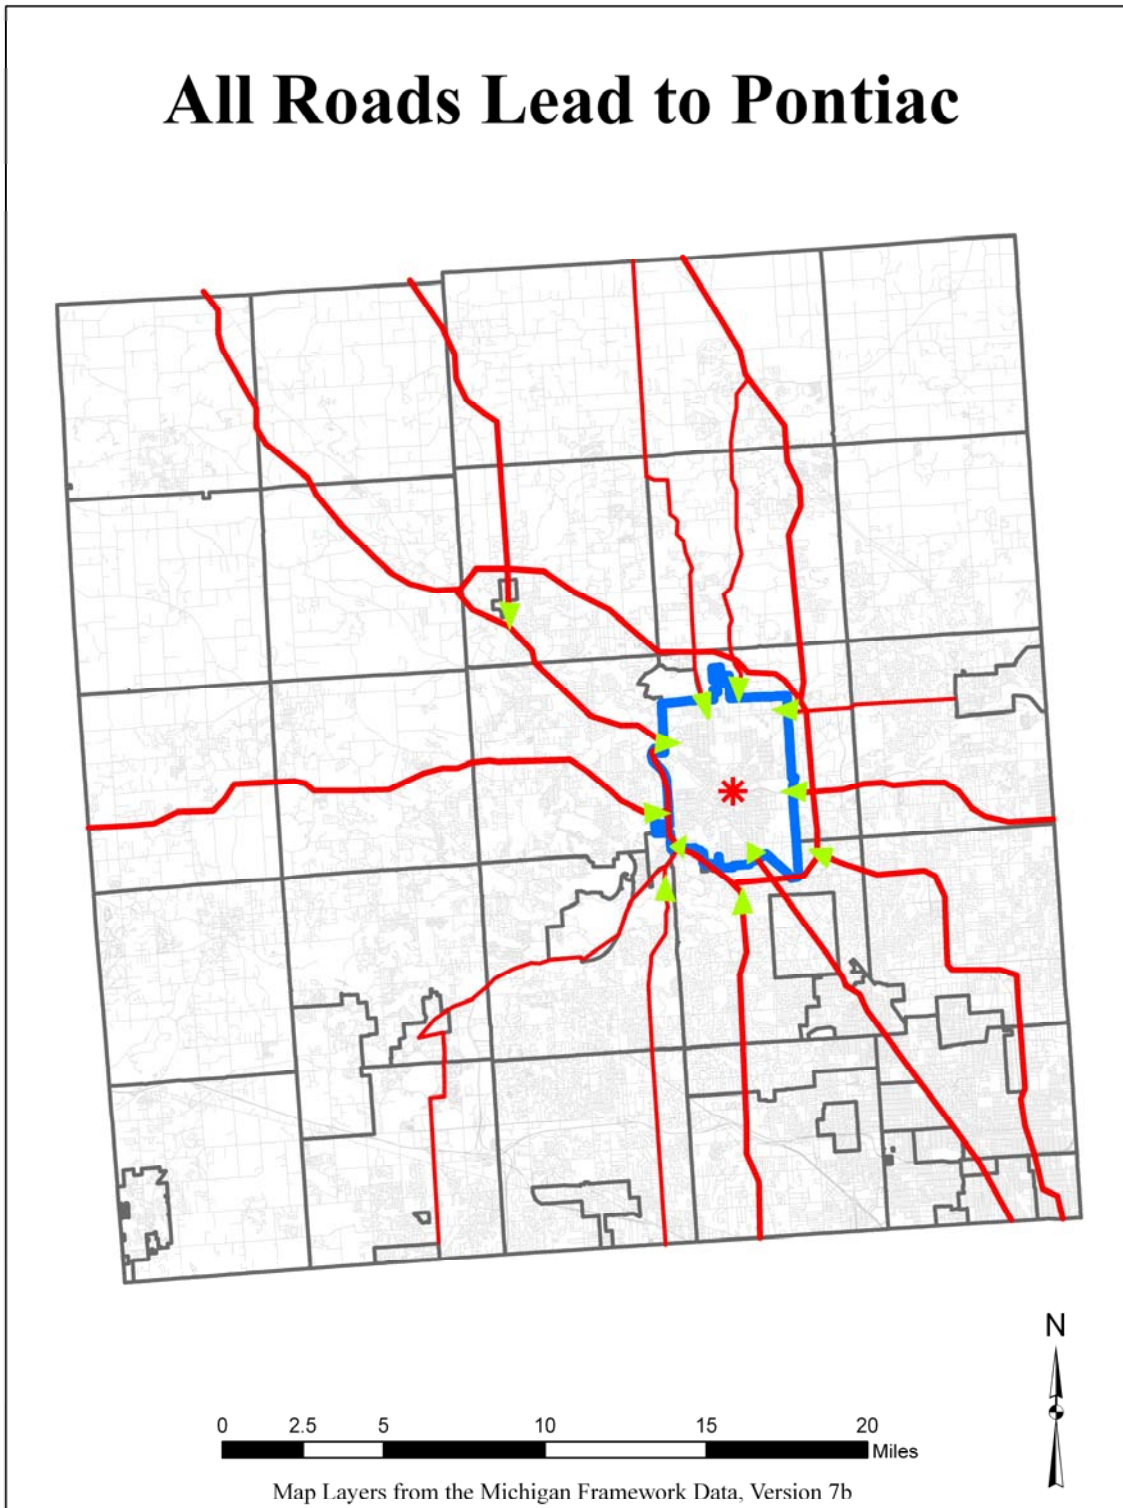 All Roads Lead to Pontiac
N
0 2.5 5 10 15 20
Miles
Map Layers from the Michigan Framework Data, Version 7b